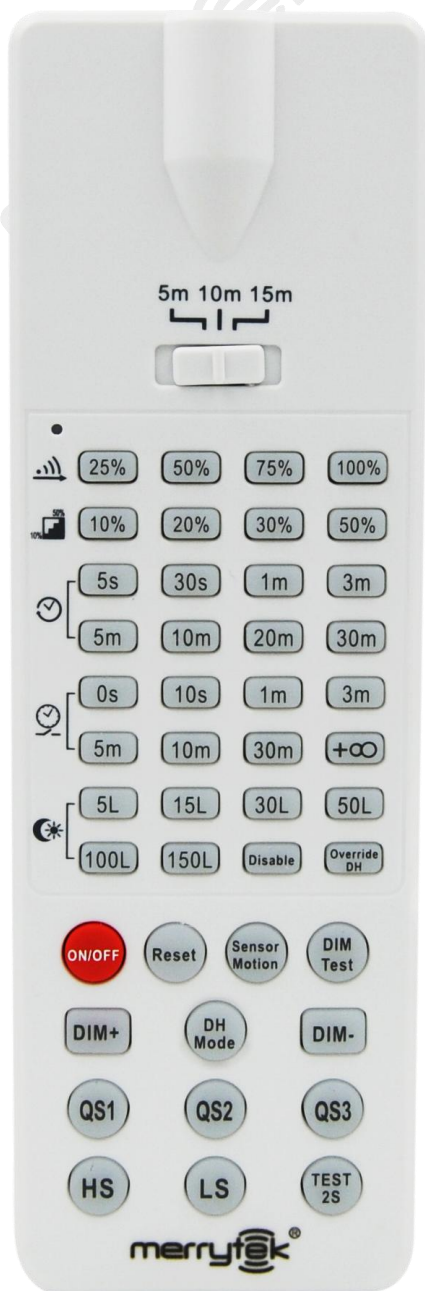 5m 10m 15m
25% 50% 75% 100%
50%
10%
10% 20% 30% 50%
5s 30s 1m 3m
5m 10m 20m 30m
0s 10s 1m 3m
5m 10m 30m +∞
5L 15L 30L 50L
100L 150L Disable Override
DH
ON/OFF Reset Sensor
Motion DIM
Test
DIM+ DH
Mode DIM-
QS1 QS2 QS3
HS LS TEST
2S
merrytek®